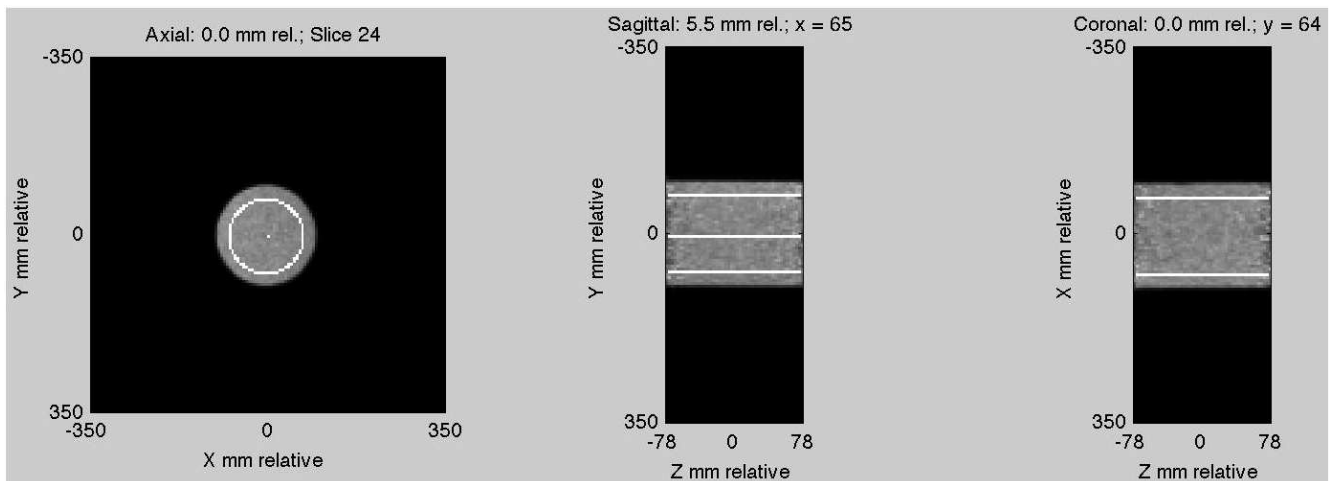 Axial: 0.0 mm rel.; Slice 24
-350
Y mm relative
0
350
-350 0 350
X mm relative
Sagittal: 5.5 mm rel.; x = 65
-350
Y mm relative
0
350
-78 0 78
Z mm relative
Coronal: 0.0 mm rel.; y = 64
-350
X mm relative
0
350
-78 0 78
Z mm relative